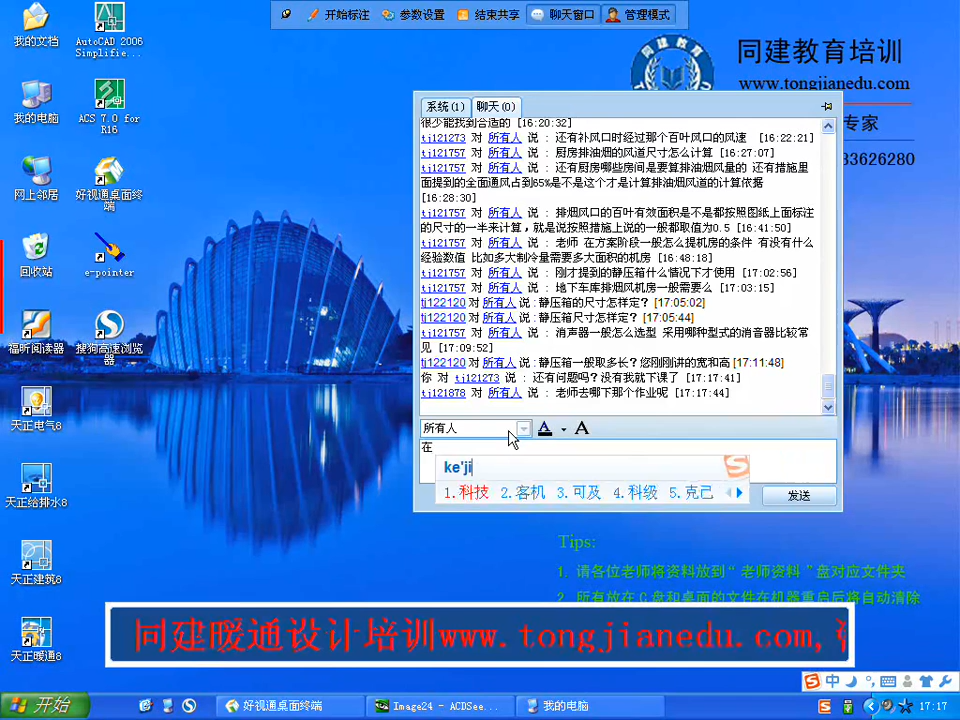 开始标注 参数设置 结束共享 聊天窗口 管理模式
我的文档
AutoCAD 2006
Simplifie...
我的电脑
ACS 7.0 for
R16
网上邻居
好视通桌面终
端
回收站
e-pointer
福昕阅读器
搜狗高速浏览
器
天正电气8
天正给排水8
天正建筑8
天正暖通8
同建教育培训
www.tongjianedu.com
专家
33626280
系统(1) 聊天(0)
很少能找到合适的 [16:20:32]
tj121273 对 所有人 说 : 还有补风口时经过那个百叶风口的风速 [16:22:21]
tj121757 对 所有人 说 : 厨房排油烟的风道尺寸怎么计算 [16:27:07]
tj121757 对 所有人 说 : 还有厨房哪些房间是要算排油烟风量的 还有措施里
面提到的全面通风占到65%是不是这个才是计算排油烟风道的计算依据
[16:28:30]
tj121757 对 所有人 说 : 排烟风口的百叶有效面积是不是都按照图纸上面标注
的尺寸的一半来计算，就是说按照措施上说的一般都取值为0.5 [16:41:50]
tj121757 对 所有人 说 : 老师 在方案阶段一般怎么提机房的条件 有没有什么
经验数值 比如多大制冷量需要多大面积的机房 [16:48:18]
tj121757 对 所有人 说 : 刚才提到的静压箱什么情况下才使用 [17:02:56]
tj121757 对 所有人 说 : 地下车库排烟风机房一般需要么 [17:03:15]
tj122120 对 所有人 说 : 静压箱的尺寸怎样定? [17:05:02]
tj122120 对 所有人 说 : 静压箱尺寸怎样定? [17:05:44]
tj121757 对 所有人 说 : 消声器一般怎么选型 采用哪种型式的消音器比较常
见 [17:09:52]
tj122120 对 所有人 说 : 静压箱一般取多长? 您刚刚讲的宽和高 [17:11:48]
你 对 tj121273 说 : 还有问题吗? 没有我就下课了 [17:17:41]
tj121878 对 所有人 说 : 老师去哪下那个作业呢 [17:17:44]
所有人 A A
在
ke'ji
1.科技 2.客机 3.可及 4.科级 5.克己
发送
Tips:
1. 请各位老师将资料放到“老师资料”盘对应文件夹
2. 所有放在C盘和桌面的文件在机器重启后将自动清除
同建暖通设计培训www.tongjianedu.com,
中
开始 好视通桌面终端 Image24 - ACDSee... 我的电脑 17:17